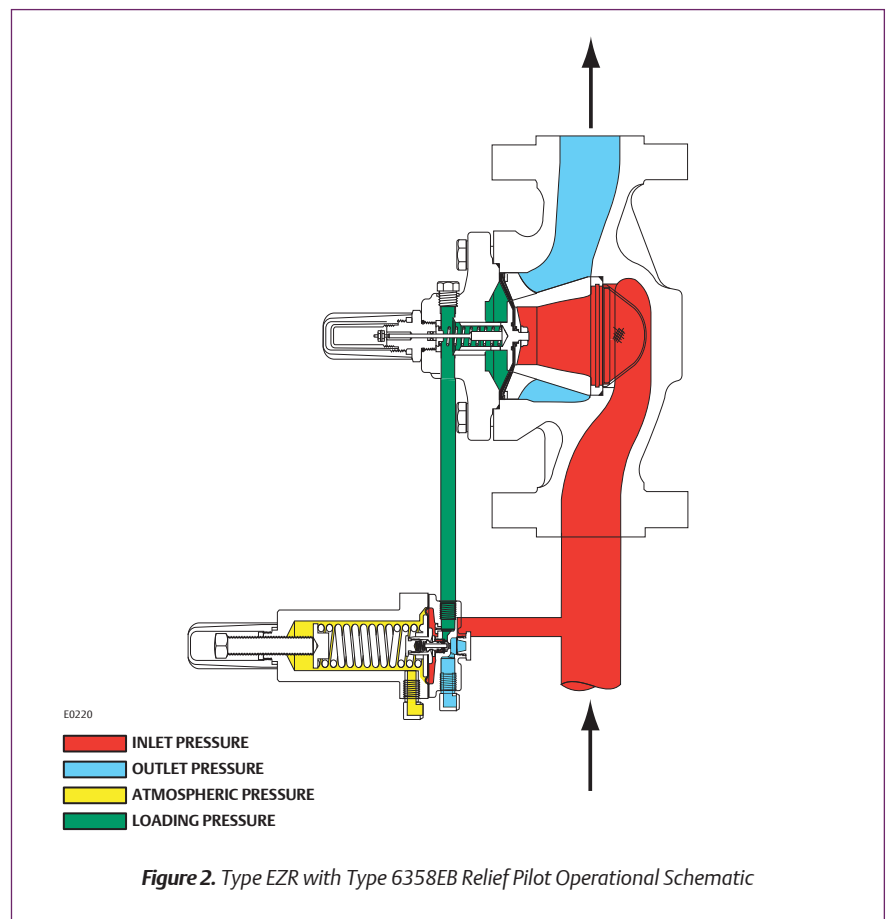 E0220
INLET PRESSURE
OUTLET PRESSURE
ATMOSPHERIC PRESSURE
LOADING PRESSURE
Figure 2. Type EZR with Type 6358EB Relief Pilot Operational Schematic